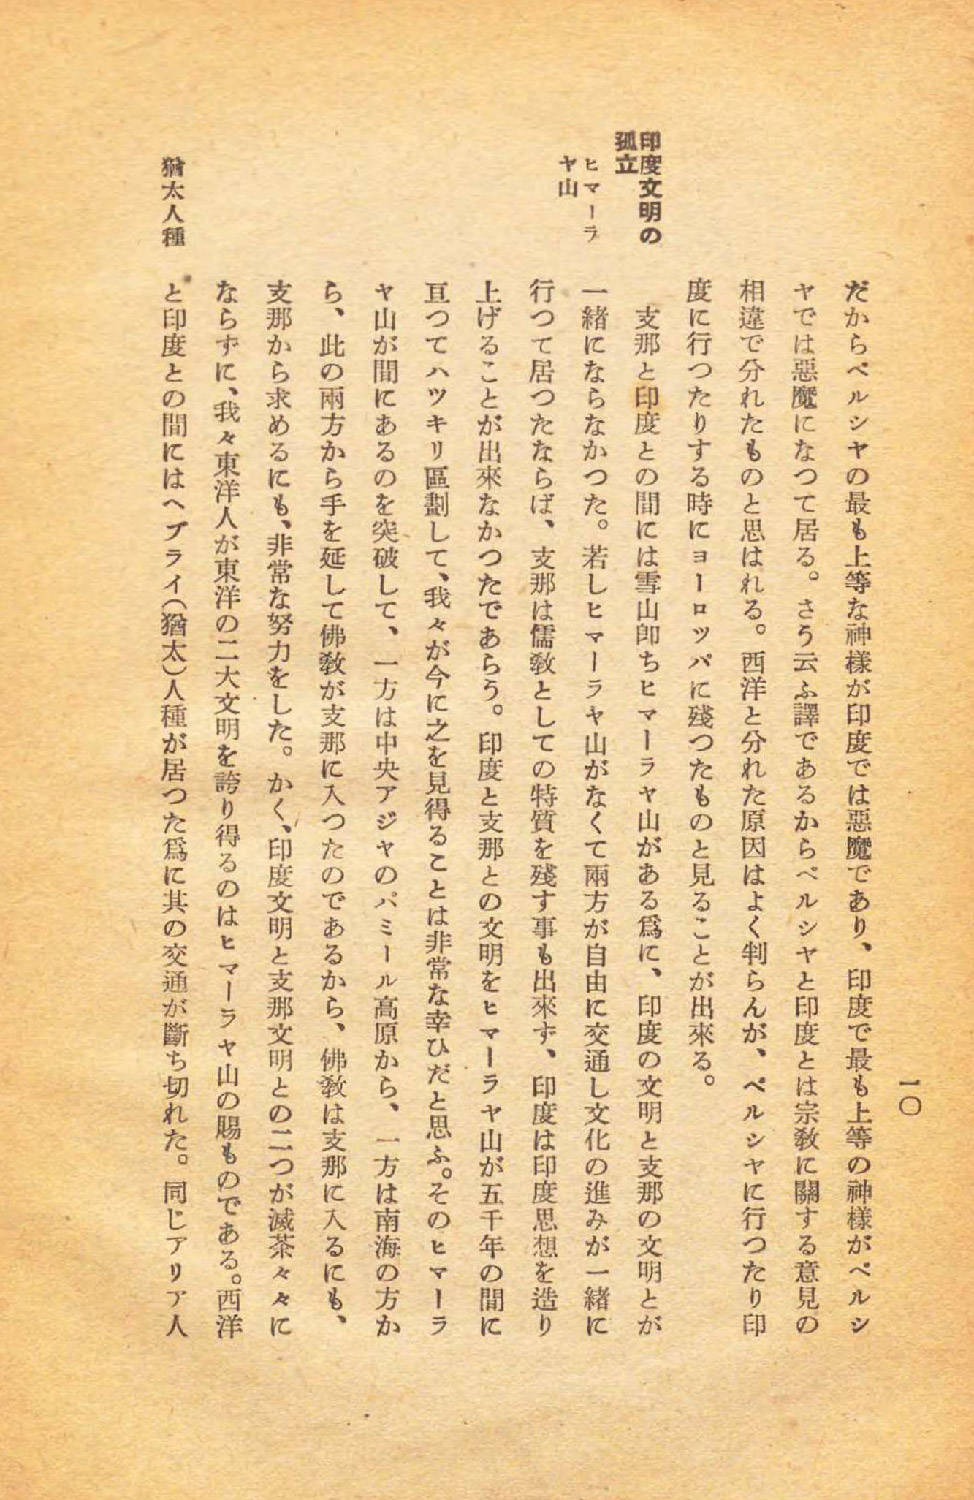 一〇
だからペルシヤの最も上等な神樣が印度では惡魔であり、印度で最も上等の神樣がペルシ
ヤでは惡魔になつて居る。さう云ふ譯であるからペルシヤと印度とは宗敎に關する意見の
相違で分れたものと思はれる。西洋と分れた原因はよく判らんが、ペルシヤに行つたり印
度に行つたりする時にヨーロッパに殘つたものと見ることが出來る。
印度文明の
孤立
支那と印度との間には雪山卽ちヒマーラヤ山がある爲に、印度の文明と支那の文明とが
ヒマーラ
ヤ山
一緒にならなかつた。若しヒマーラヤ山がなくて兩方が自由に交通し文化の進みが一緒に
行つて居つたならば、支那は儒敎としての特質を殘す事も出來ず、印度は印度思想を造り
上げることが出來なかつたであらう。印度と支那との文明をヒマーラヤ山が五千年の間に
亙つてハツキリ區劃して、我々が今に之を見得ることは非常な幸ひだと思ふ。そのヒマーラ
ヤ山が間にあるのを突破して、一方は中央アジヤのパミール高原から、一方は南海の方か
ら、此の兩方から手を延して佛敎が支那に入つたのであるから、佛敎は支那に入るにも、
支那から求めるにも、非常な努力をした。かく、印度文明と支那文明との二つが滅茶々々に
ならずに、我々東洋人が東洋の二大文明を誇り得るのはヒマーラヤ山の賜ものである。西洋
猶太人種
と印度との間にはヘブライ(猶太)人種が居つた爲に其の交通が斷ち切れた。同じアリア人